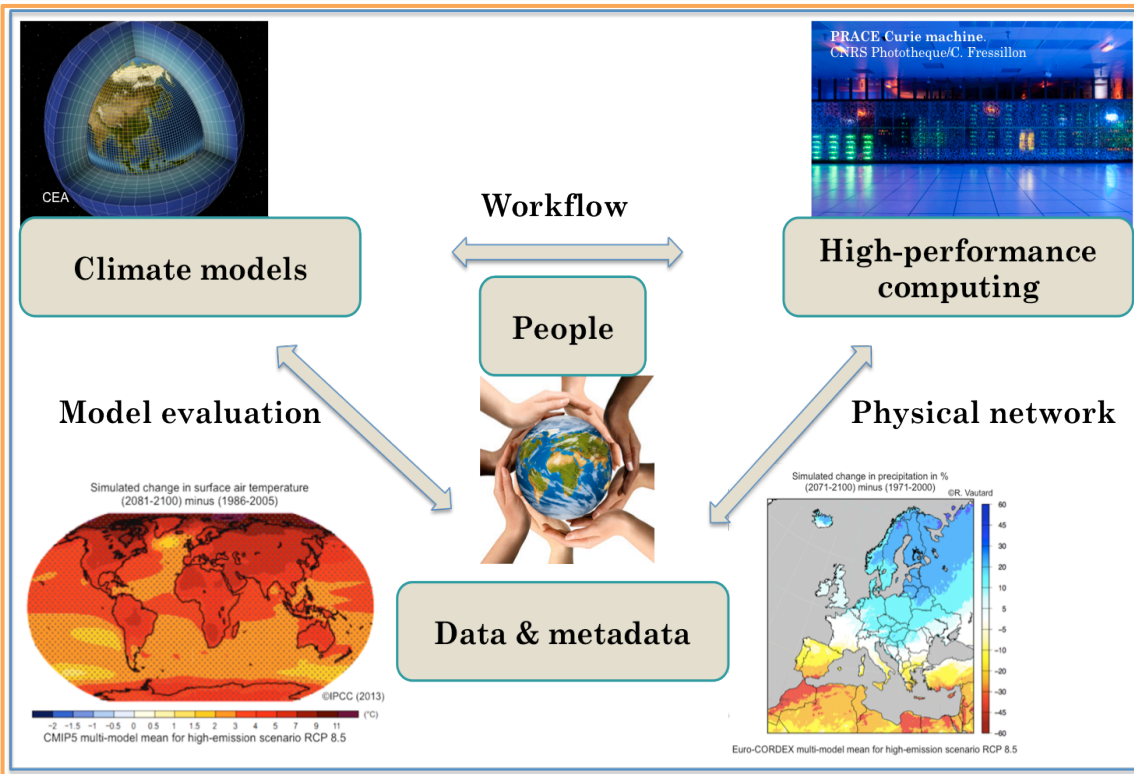 PRACE Curie machine.
CNRS Phototheque/C. Fressillon
CEA
Workflow
Climate models
High-performance
computing
People
Model evaluation
Physical network
Simulated change in surface air temperature
(2081-2100) minus (1986-2005)
©IPCC (2013)
−2 −1.5 −1 −0.5 0 0.5 1 1.5 2 3 4 5 7 9 11 (°C)
CMIP5 multi-model mean for high-emission scenario RCP 8.5
Data & metadata
Simulated change in precipitation in %
(2071-2100) minus (1971-2000)
©R. Vautard
60
50
40
30
20
10
5
−5
−10
−20
−30
−40
−50
−60
Euro-CORDEX multi-model mean for high-emission scenario RCP 8.5